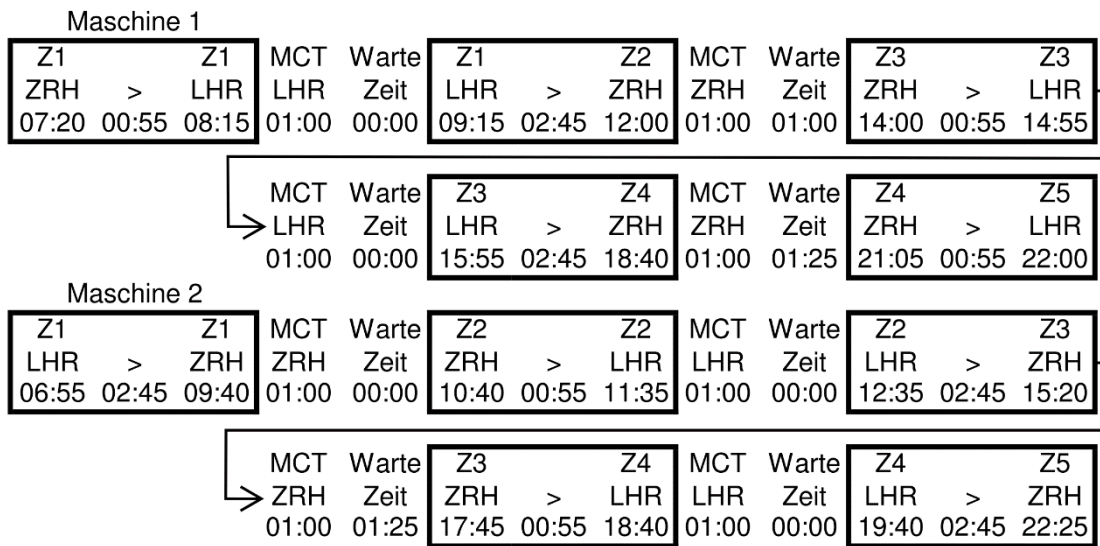 Maschine 1
Z1 Z1 MCT Warte Z1 Z2 MCT Warte Z3 Z3
ZRH > LHR LHR Zeit LHR > ZRH ZRH Zeit ZRH > LHR
07:20 00:55 08:15 01:00 00:00 09:15 02:45 12:00 01:00 01:00 14:00 00:55 14:55
MCT Warte Z3 Z4 MCT Warte Z4 Z5
LHR Zeit LHR > ZRH ZRH Zeit ZRH > LHR
01:00 00:00 15:55 02:45 18:40 01:00 01:25 21:05 00:55 22:00
Maschine 2
Z1 Z1 MCT Warte Z2 Z2 MCT Warte Z2 Z3
LHR > ZRH ZRH Zeit ZRH > LHR LHR Zeit LHR > ZRH
06:55 02:45 09:40 01:00 00:00 10:40 00:55 11:35 01:00 00:00 12:35 02:45 15:20
MCT Warte Z3 Z4 MCT Warte Z4 Z5
ZRH Zeit ZRH > LHR LHR Zeit LHR > ZRH
01:00 01:25 17:45 00:55 18:40 01:00 00:00 19:40 02:45 22:25